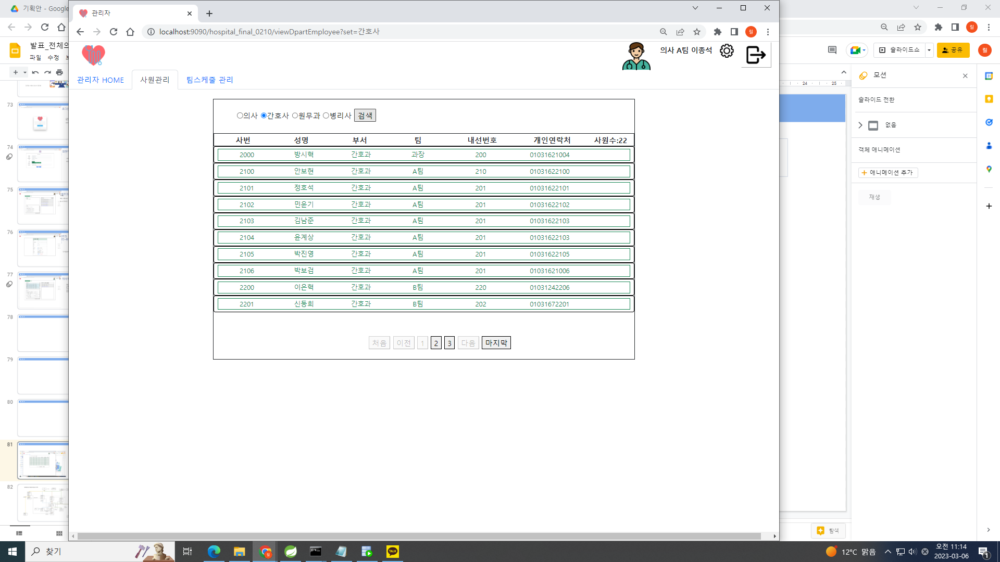 기획안 - Google
관리자
localhost:9090/hospital_final_0210/viewDpartEmployee?set=간호사
발표_전체의
파일 수정
슬라이드쇼
공유
릴
의사 A팀 이종석
관리자 HOME
사원관리
팀스케줄 관리
24 25
모션
슬라이드 전환
없음
객체 애니메이션
애니메이션 추가
재생
의사 간호사 원무과 병리사 검색
사번 성명 부서 팀 내선번호 개인연락처 사원수:22
2000 방시혁 간호과 과장 200 01031621004
2100 안보현 간호과 A팀 210 01031622100
2101 정호석 간호과 A팀 201 01031622101
2102 민윤기 간호과 A팀 201 01031622102
2103 김남준 간호과 A팀 201 01031622103
2104 윤계상 간호과 A팀 201 01031622103
2105 박진영 간호과 A팀 201 01031622105
2106 박보검 간호과 A팀 201 01031621006
2200 이은혁 간호과 B팀 220 01031242206
2201 신동희 간호과 B팀 202 01031672201
처음 이전 1 2 3 다음 마지막
73
74
75
76
77
78
79
80
81
82
탐색
찾기
TALK
12°C 맑음
오전 11:14
2023-03-06
1